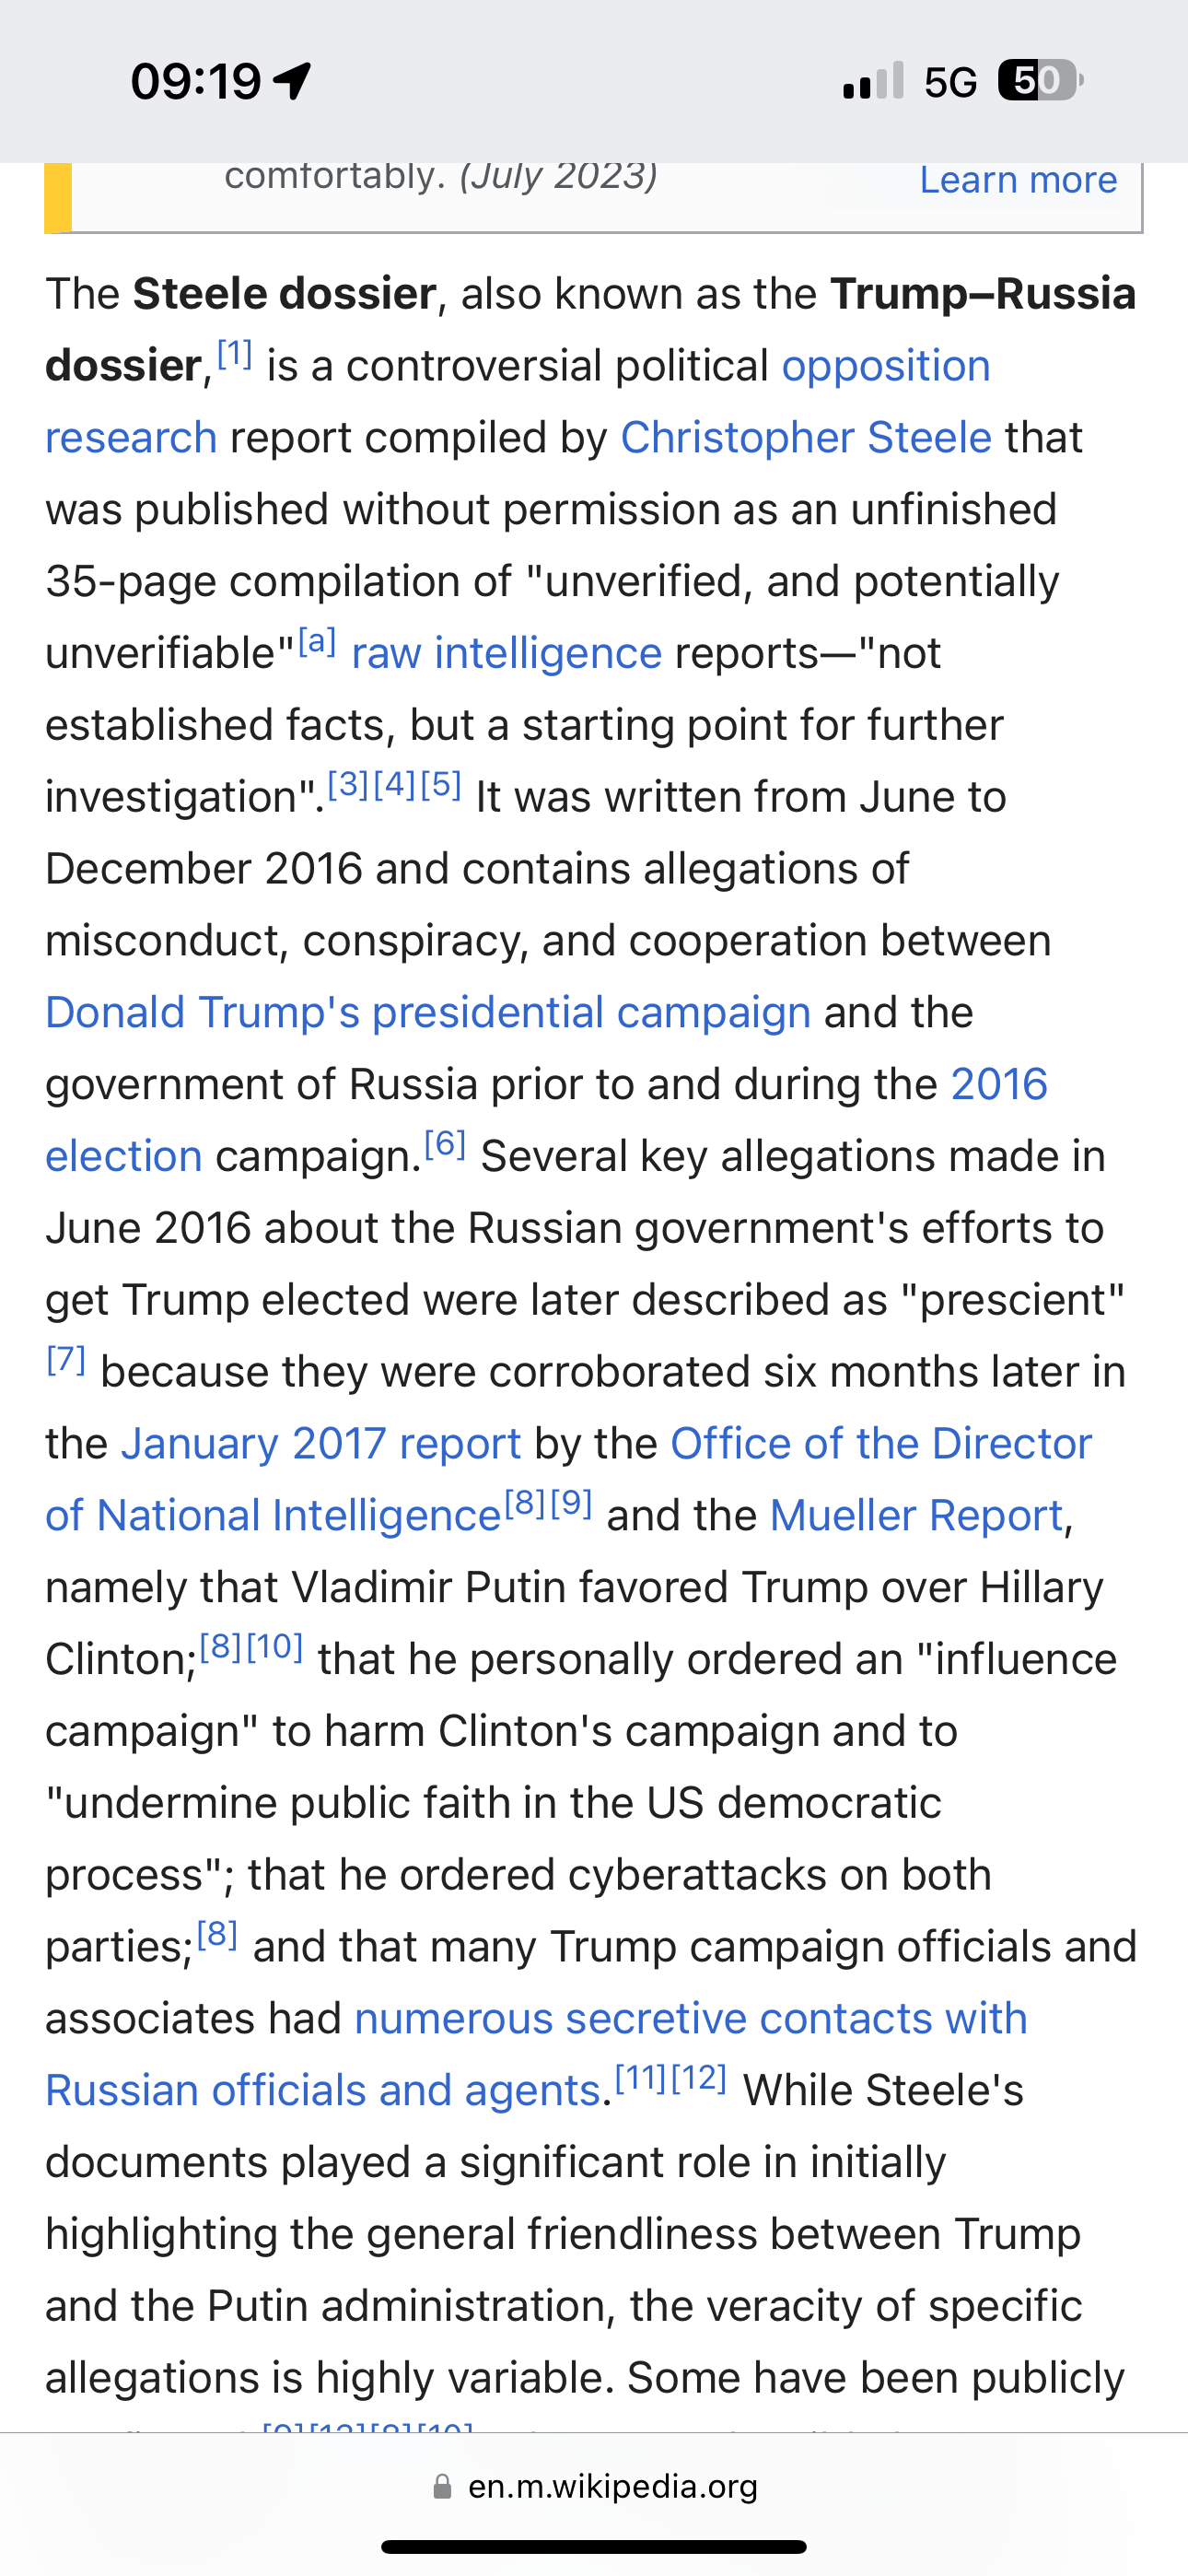 09:19 5G 50
comfortably. (July 2023) Learn more
The Steele dossier, also known as the Trump–Russia
dossier,[1] is a controversial political opposition
research report compiled by Christopher Steele that
was published without permission as an unfinished
35-page compilation of "unverified, and potentially
unverifiable"[a] raw intelligence reports—"not
established facts, but a starting point for further
investigation".[3][4][5] It was written from June to
December 2016 and contains allegations of
misconduct, conspiracy, and cooperation between
Donald Trump's presidential campaign and the
government of Russia prior to and during the 2016
election campaign.[6] Several key allegations made in
June 2016 about the Russian government's efforts to
get Trump elected were later described as "prescient"
[7] because they were corroborated six months later in
the January 2017 report by the Office of the Director
of National Intelligence[8][9] and the Mueller Report,
namely that Vladimir Putin favored Trump over Hillary
Clinton;[8][10] that he personally ordered an "influence
campaign" to harm Clinton's campaign and to
"undermine public faith in the US democratic
process"; that he ordered cyberattacks on both
parties;[8] and that many Trump campaign officials and
associates had numerous secretive contacts with
Russian officials and agents.[11][12] While Steele's
documents played a significant role in initially
highlighting the general friendliness between Trump
and the Putin administration, the veracity of specific
allegations is highly variable. Some have been publicly
en.m.wikipedia.org